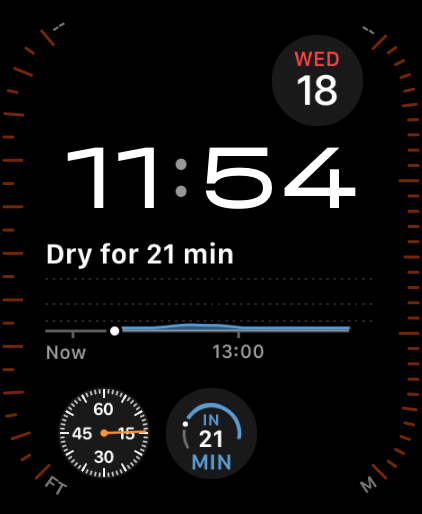 --
--
WED
18
11:54
Dry for 21 min
Now 13:00
60
45 15
30
IN
21
MIN
FT
M